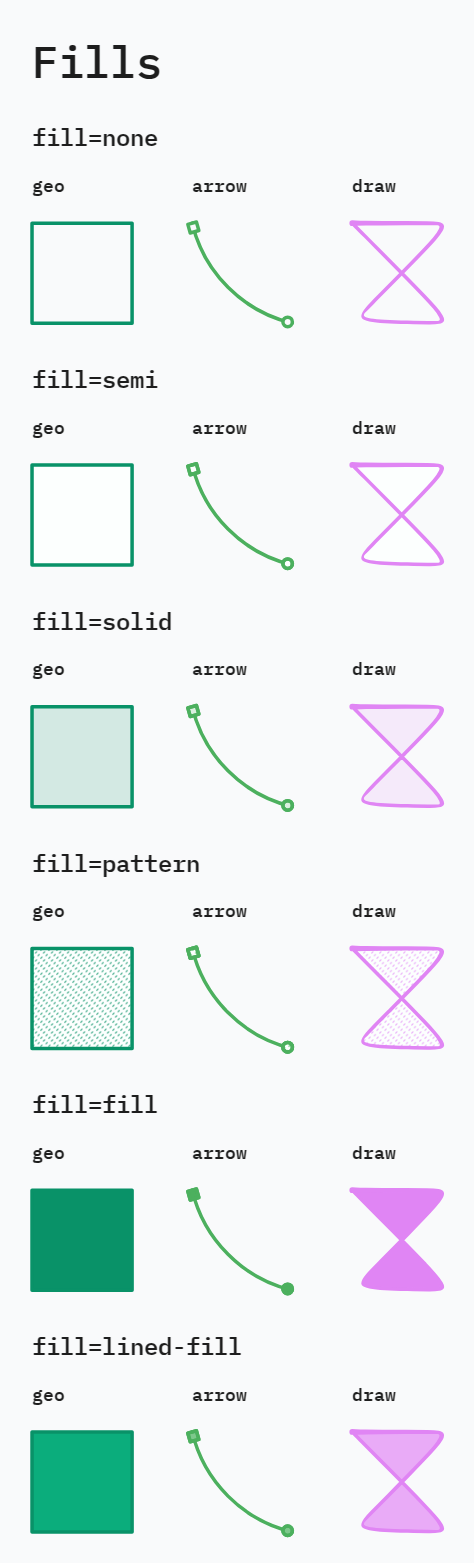 Fills
fill=none
geo arrow draw
fill=semi
geo arrow draw
fill=solid
geo arrow draw
fill=pattern
geo arrow draw
fill=fill
geo arrow draw
fill=lined-fill
geo arrow draw